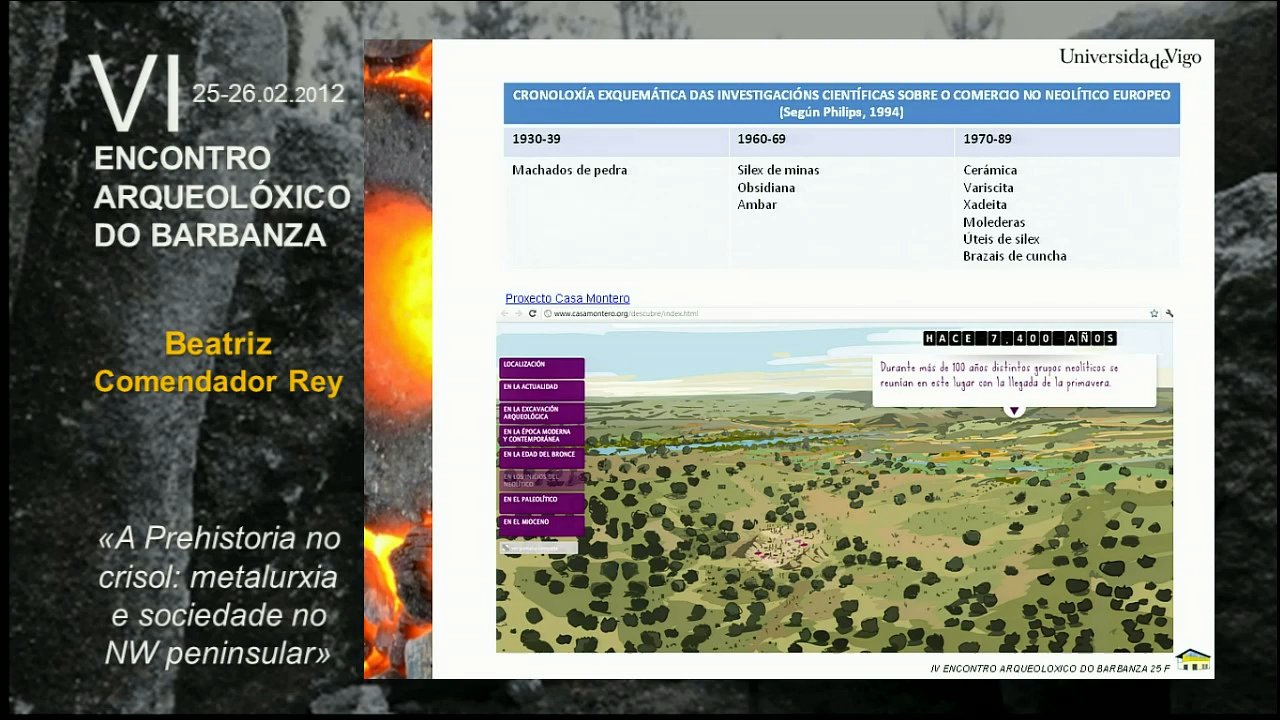 VI 25-26.02.2012
ENCONTRO
ARQUEOLÓXICO
DO BARBANZA
Beatriz
Comendador Rey
«A Prehistoria no
crisol: metalurxia
e sociedade no
NW peninsular»
Universidade Vigo
CRONOLOXÍA EXQUEMÁTICA DAS INVESTIGACIÓNS CIENTÍFICAS SOBRE O COMERCIO NO NEOLÍTICO EUROPEO
(Según Philips, 1994)
1930-39 1960-69 1970-89
Machados de pedra Silex de minas Cerámica
Obsidiana Variscita
Ambar Xadeita
Molederas
Úteis de sílex
Brazais de cuncha
Proxecto Casa Montero
www.casamontero.org/descubre/index.html
HACE 7.400 AÑOS
Durante más de 100 años distintos grupos neolíticos se
reunían en este lugar con la llegada de la primavera.
LOCALIZACIÓN
EN LA ACTUALIDAD
EN LA EXCAVACIÓN
ARQUEOLÓGICA
EN LA ÉPOCA MODERNA
Y CONTEMPORÁNEA
EN LA EDAD DEL BRONCE
EN LOS INICIOS DEL
NEOLÍTICO
EN EL PALEOLÍTICO
EN EL MIOCENO
IV ENCONTRO ARQUEOLOXICO DO BARBANZA 25 F